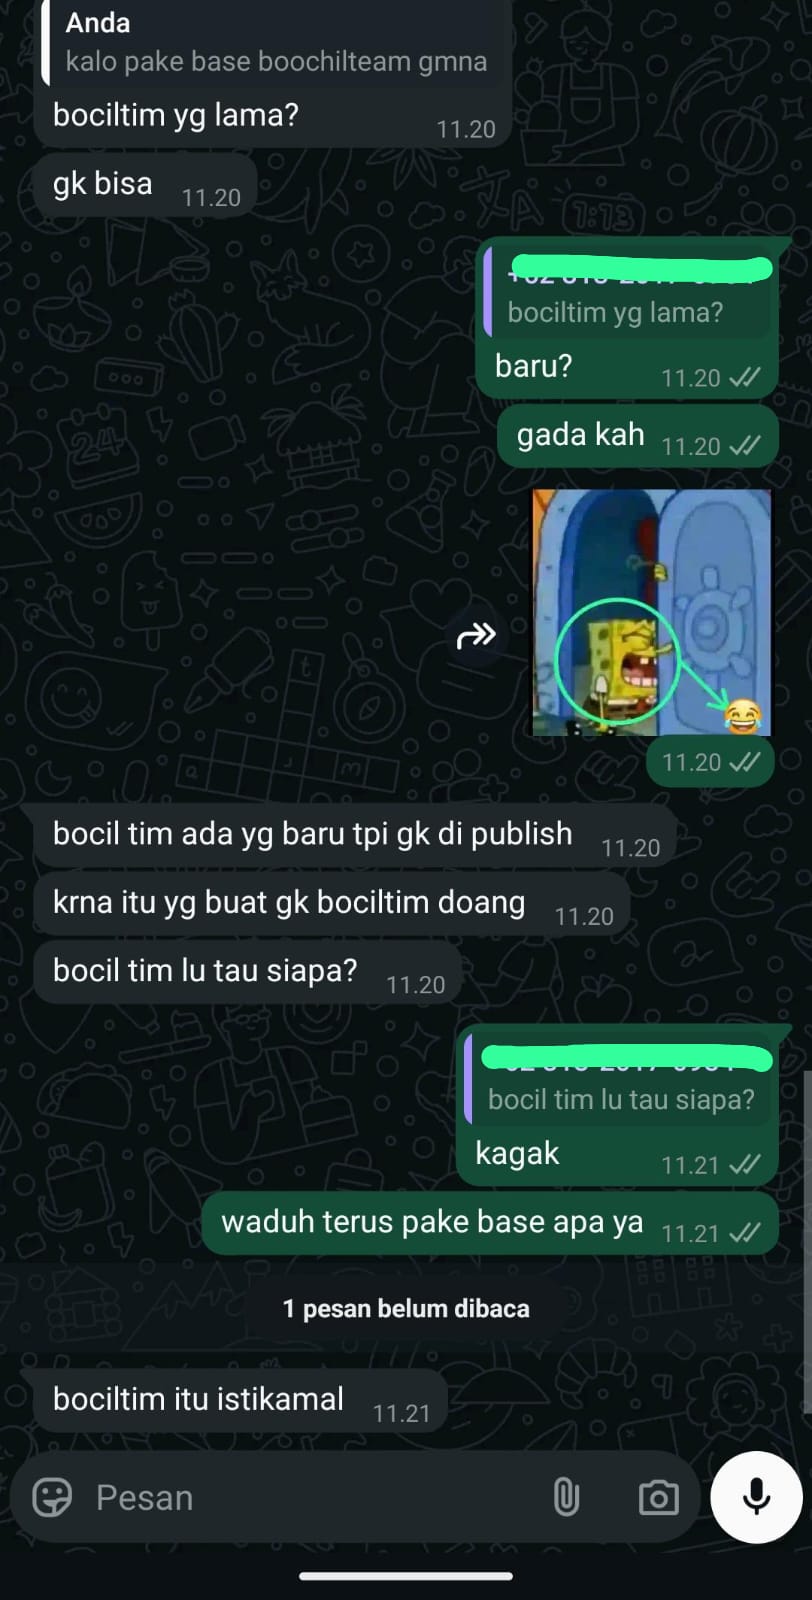 Anda
kalo pake base boochilteam gmna
bociltim yg lama?
11.20
gk bisa 11.20
bociltim yg lama?
baru?
11.20
gada kah 11.20
11.20
bocil tim ada yg baru tpi gk di publish 11.20
krna itu yg buat gk bociltim doang 11.20
bocil tim lu tau siapa? 11.20
bocil tim lu tau siapa?
kagak
11.21
waduh terus pake base apa ya 11.21
1 pesan belum dibaca
bociltim itu istikamal 11.21
Pesan